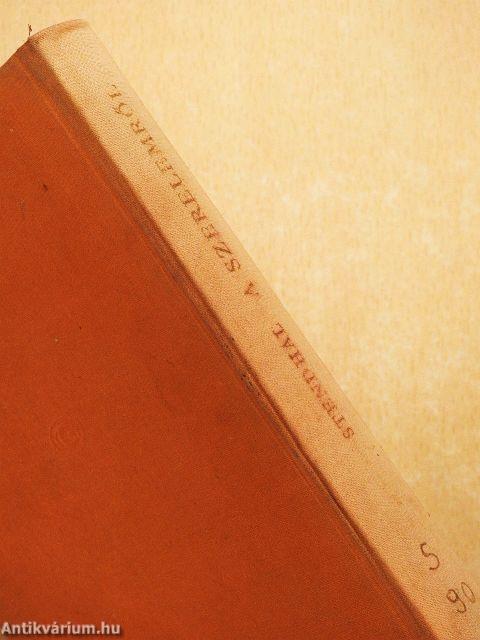 STENDHAL A SZERELEMRŐL
5
90
Antikvárium.hu